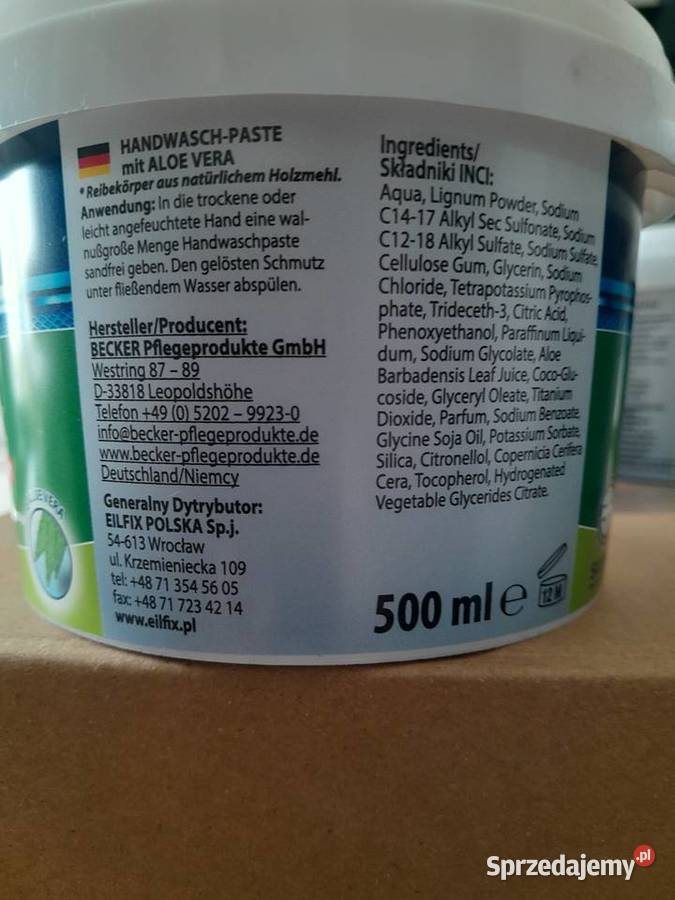 HANDWASCH-PASTE
mit ALOE VERA
* Reibekörper aus natürlichem Holzmehl.
Anwendung: In die trockene oder
leicht angefeuchtete Hand eine wal-
nußgroße Menge Handwaschpaste
sandfrei geben. Den gelösten Schmutz
unter fließendem Wasser abspülen.
Hersteller/Producent:
BECKER Pflegeprodukte GmbH
Westring 87 – 89
D-33818 Leopoldshöhe
Telefon +49 (0) 5202 – 9923-0
info@becker-pflegeprodukte.de
www.becker-pflegeprodukte.de
Deutschland/Niemcy
Generalny Dytrybutor:
EILFIX POLSKA Sp.j.
54-613 Wrocław
ul. Krzemieniecka 109
tel: +48 71 354 56 05
fax: +48 71 723 42 14
www.eilfix.pl
Ingredients/
Składniki INCI:
Aqua, Lignum Powder, Sodium
C14-17 Alkyl Sec Sulfonate, Sodium
C12-18 Alkyl Sulfate, Sodium Sulfate,
Cellulose Gum, Glycerin, Sodium
Chloride, Tetrapotassium Pyrophos-
phate, Trideceth-3, Citric Acid,
Phenoxyethanol, Paraffinum Liqui-
dum, Sodium Glycolate, Aloe
Barbadensis Leaf Juice, Coco-Glu-
coside, Glyceryl Oleate, Titanium
Dioxide, Parfum, Sodium Benzoate,
Glycine Soja Oil, Potassium Sorbate,
Silica, Citronellol, Copernicia Cerifera
Cera, Tocopherol, Hydrogenated
Vegetable Glycerides Citrate.
500 ml e
12 M
VERA
Sprzedajemy.pl